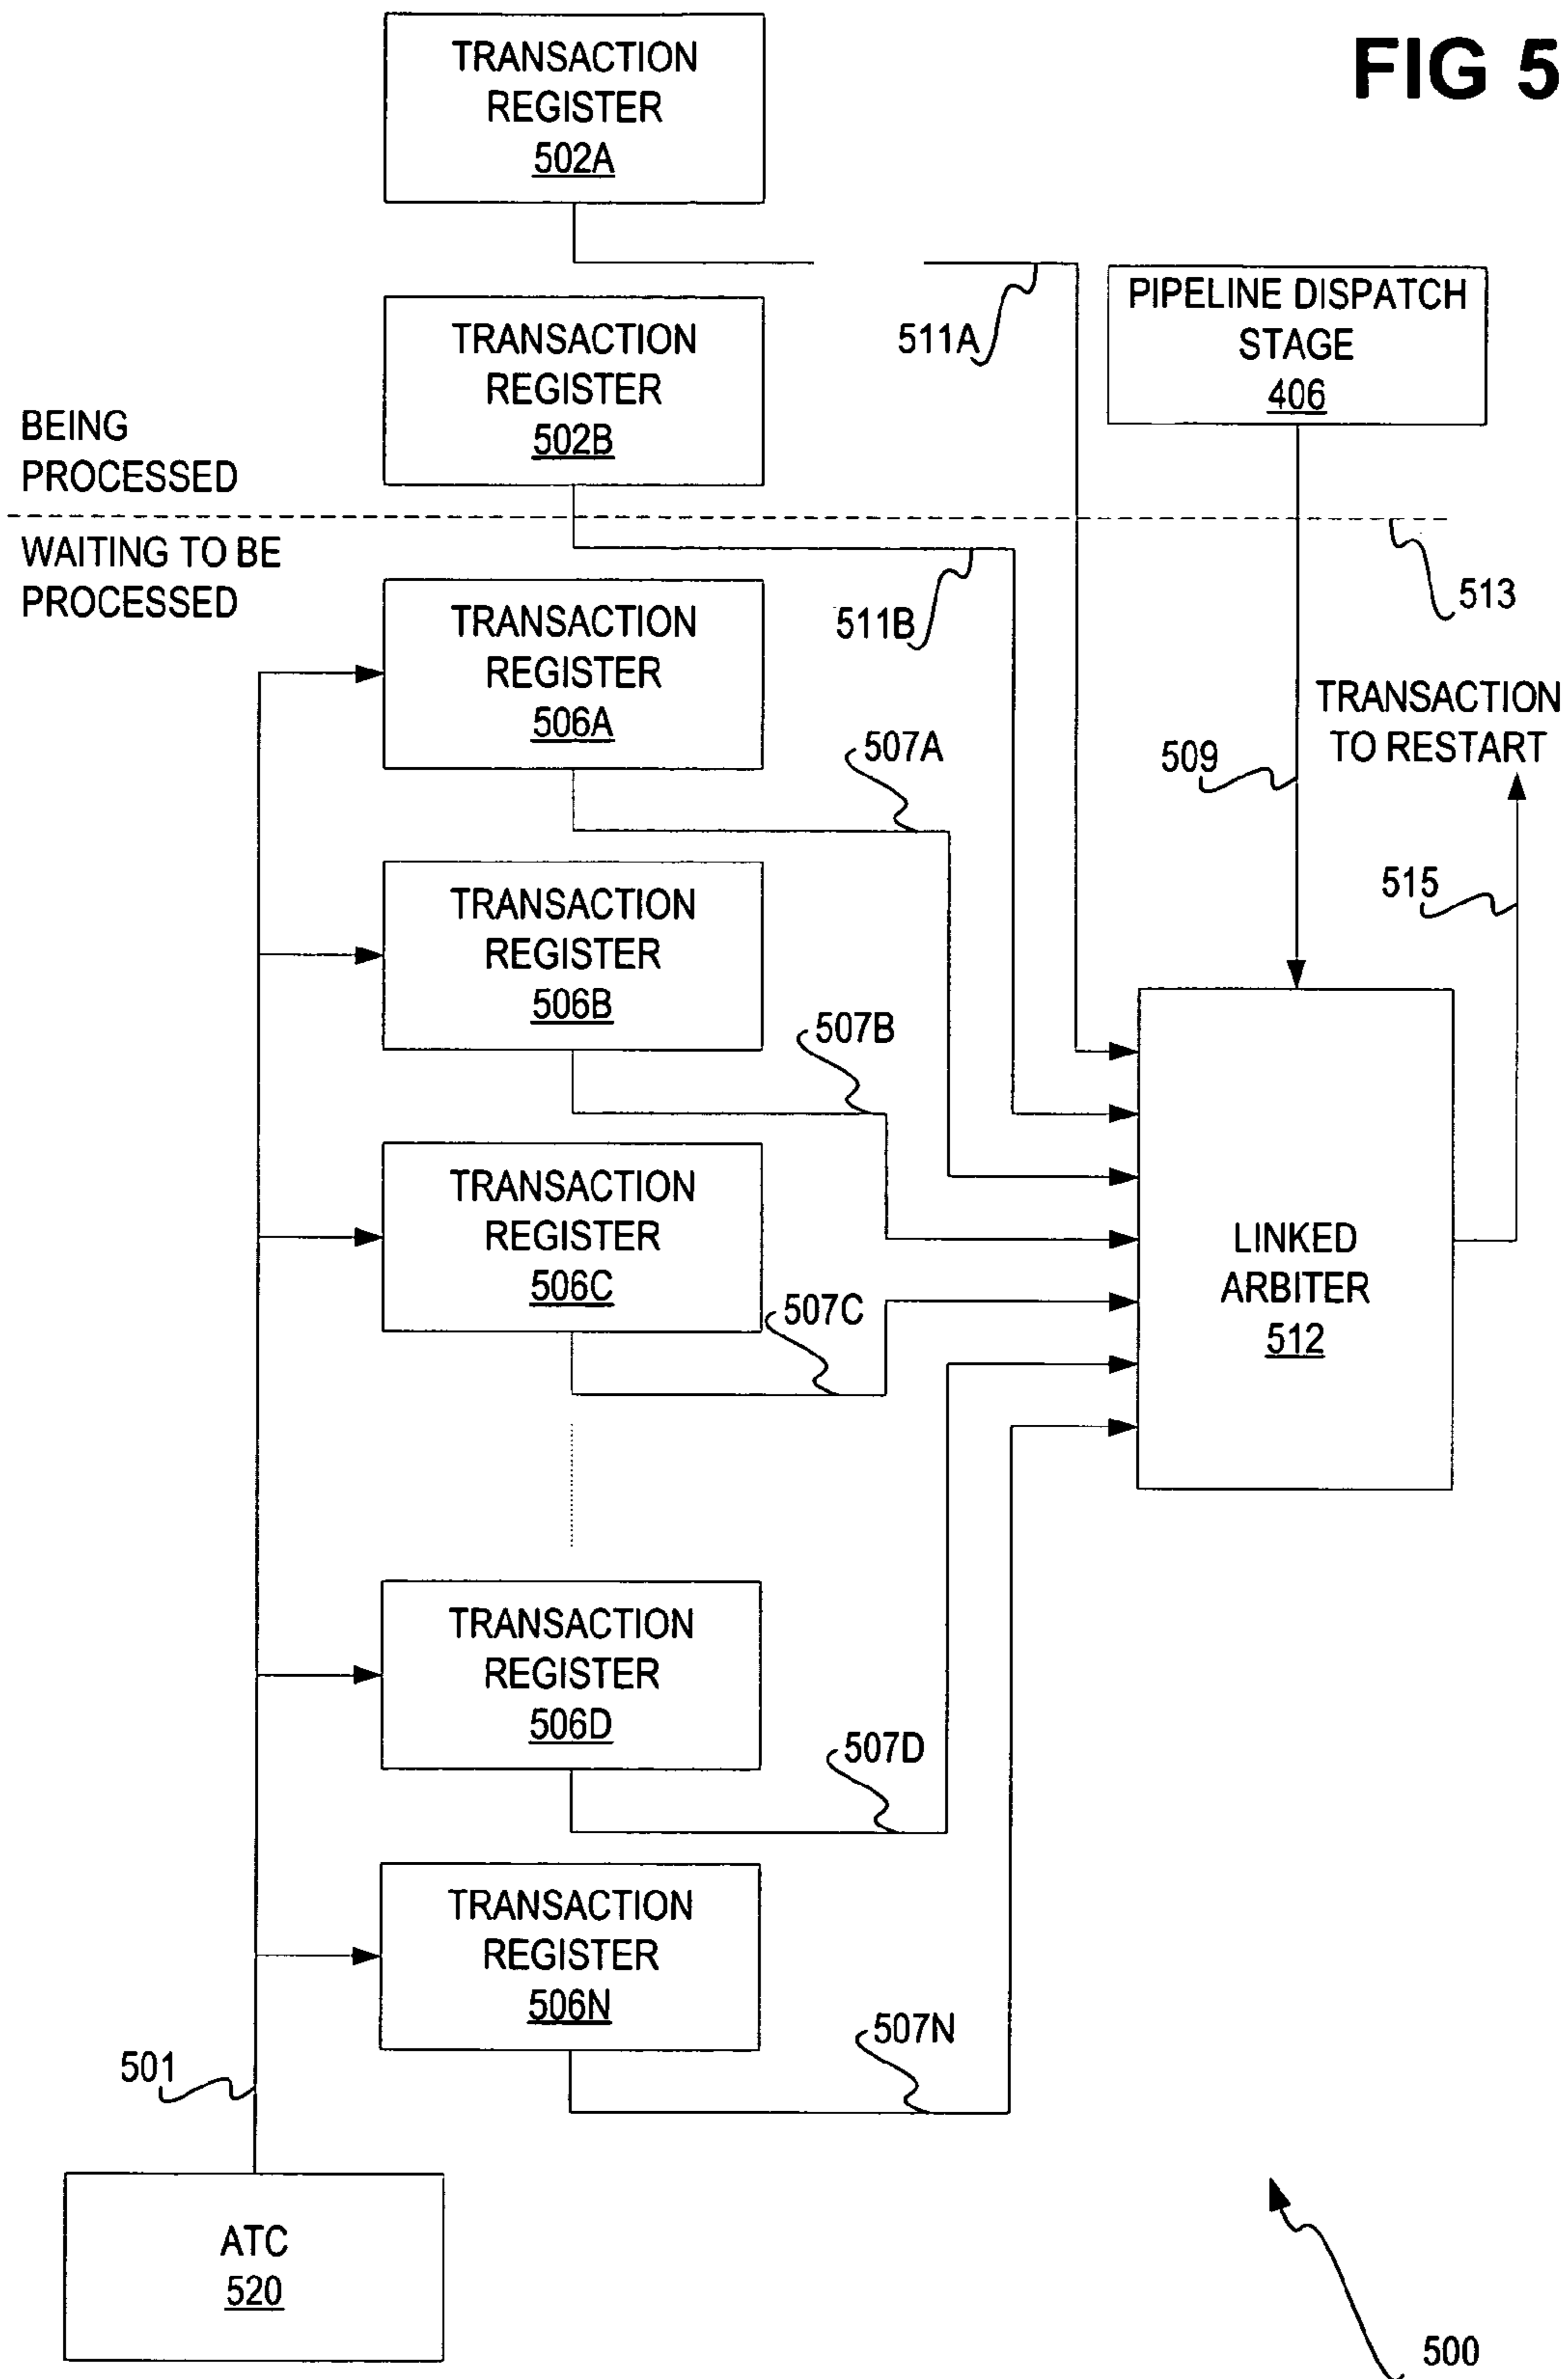 FIG 5
TRANSACTION
REGISTER
502A
PIPELINE DISPATCH
STAGE
406
511A
TRANSACTION
REGISTER
502B
BEING
PROCESSED
WAITING TO BE
PROCESSED
513
511B
TRANSACTION
REGISTER
506A
TRANSACTION
TO RESTART
507A
509
515
TRANSACTION
REGISTER
506B
507B
TRANSACTION
REGISTER
506C
507C
LINKED
ARBITER
512
TRANSACTION
REGISTER
506D
507D
TRANSACTION
REGISTER
506N
507N
501
ATC
520
500